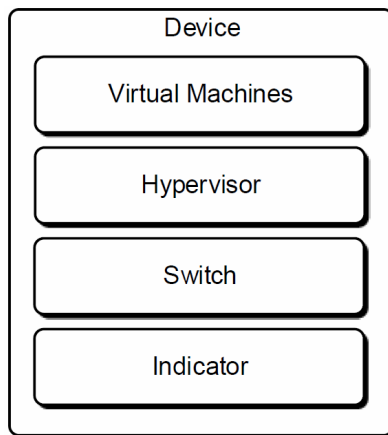 Device
Virtual Machines
Hypervisor
Switch
Indicator